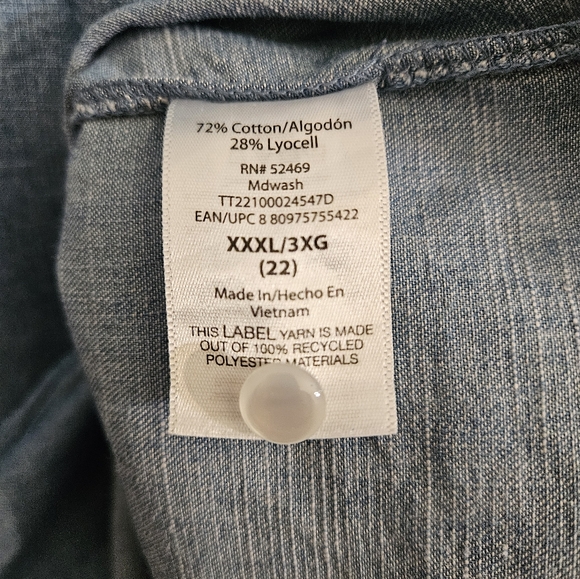 72% Cotton/Algodón
28% Lyocell
RN# 52469
Mdwash
TT22100024547D
EAN/UPC 8 80975755422
XXXL/3XG
(22)
Made In/Hecho En
Vietnam
THIS LABEL YARN IS MADE
OUT OF 100% RECYCLED
POLYESTER MATERIALS